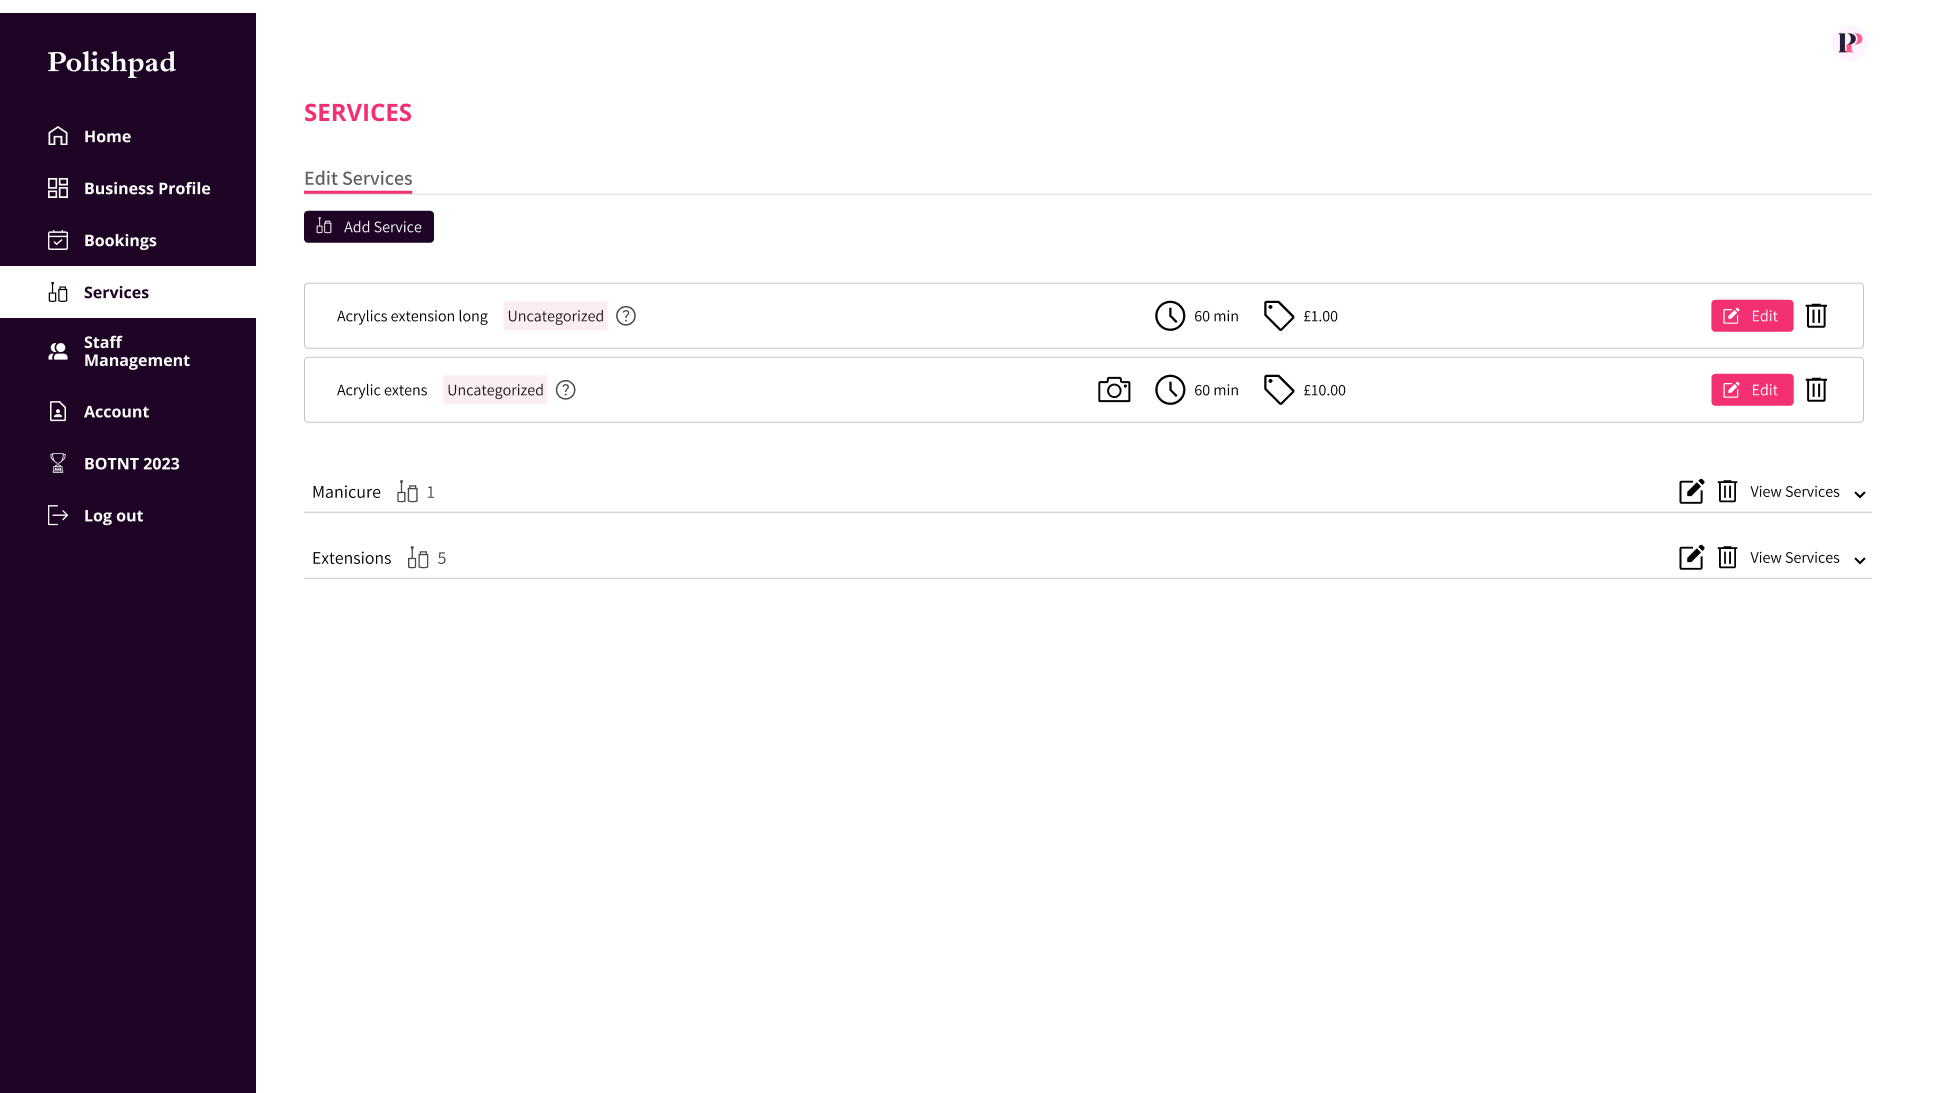 Polishpad
Home
Business Profile
Bookings
Services
Staff
Management
Account
BOTNT 2023
Log out
PP
SERVICES
Edit Services
Add Service
Acrylics extension long Uncategorized ? 60 min £1.00 Edit
Acrylic extens Uncategorized ? 60 min £10.00 Edit
Manicure 1 View Services
Extensions 5 View Services